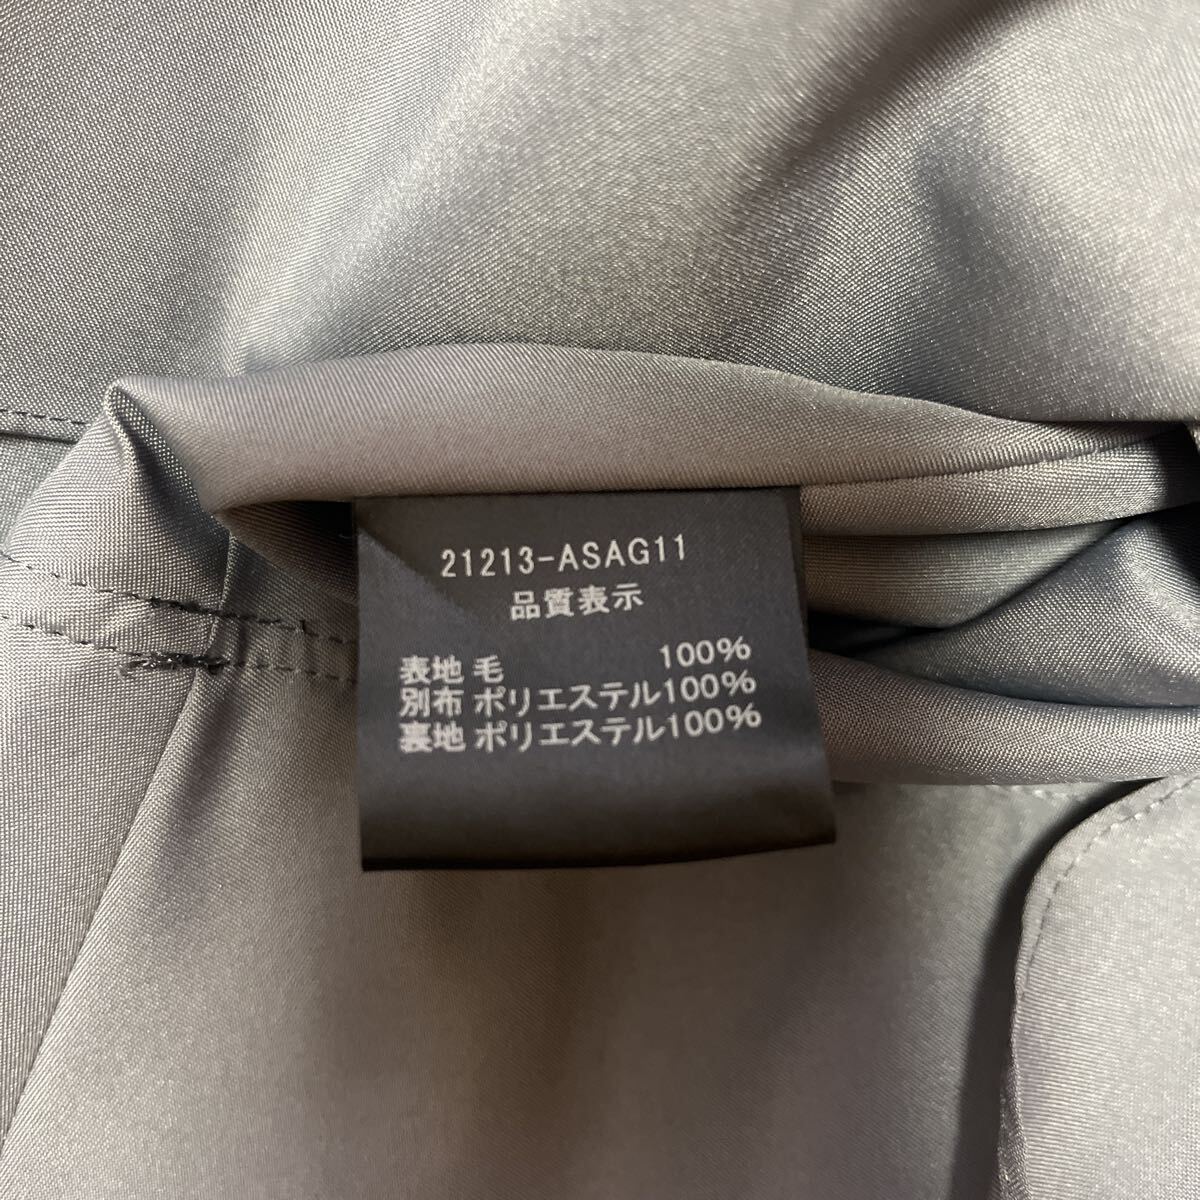 21213-ASAG11
品質表示
表地 毛 100%
別布 ポリエステル100%
裏地 ポリエステル100%